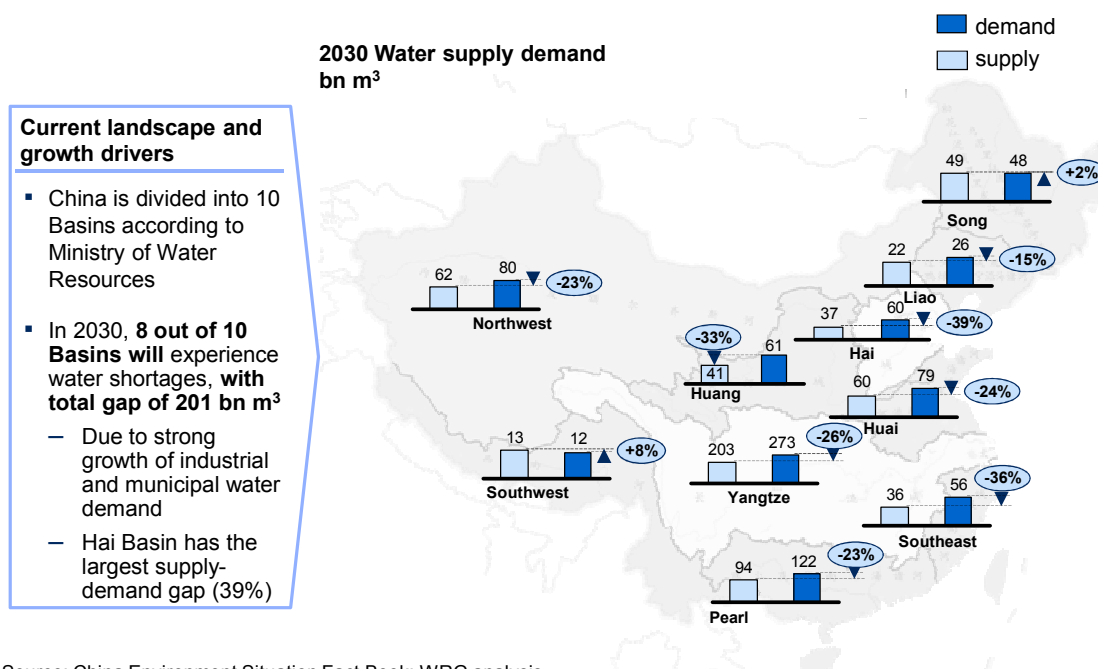 demand
supply
2030 Water supply demand
bn m³
Current landscape and
growth drivers
▪ China is divided into 10
Basins according to
Ministry of Water
Resources
▪ In 2030, 8 out of 10
Basins will experience
water shortages, with
total gap of 201 bn m³
– Due to strong
growth of industrial
and municipal water
demand
– Hai Basin has the
largest supply-
demand gap (39%)
49 48 +2%
Song
22 26 -15%
Liao
62 80 -23%
Northwest
37 60 -39%
Hai
-33%
41 61
Huang
60 79 -24%
Huai
13 12 +8%
Southwest
203 273 -26%
Yangtze
36 56 -36%
Southeast
94 122 -23%
Pearl